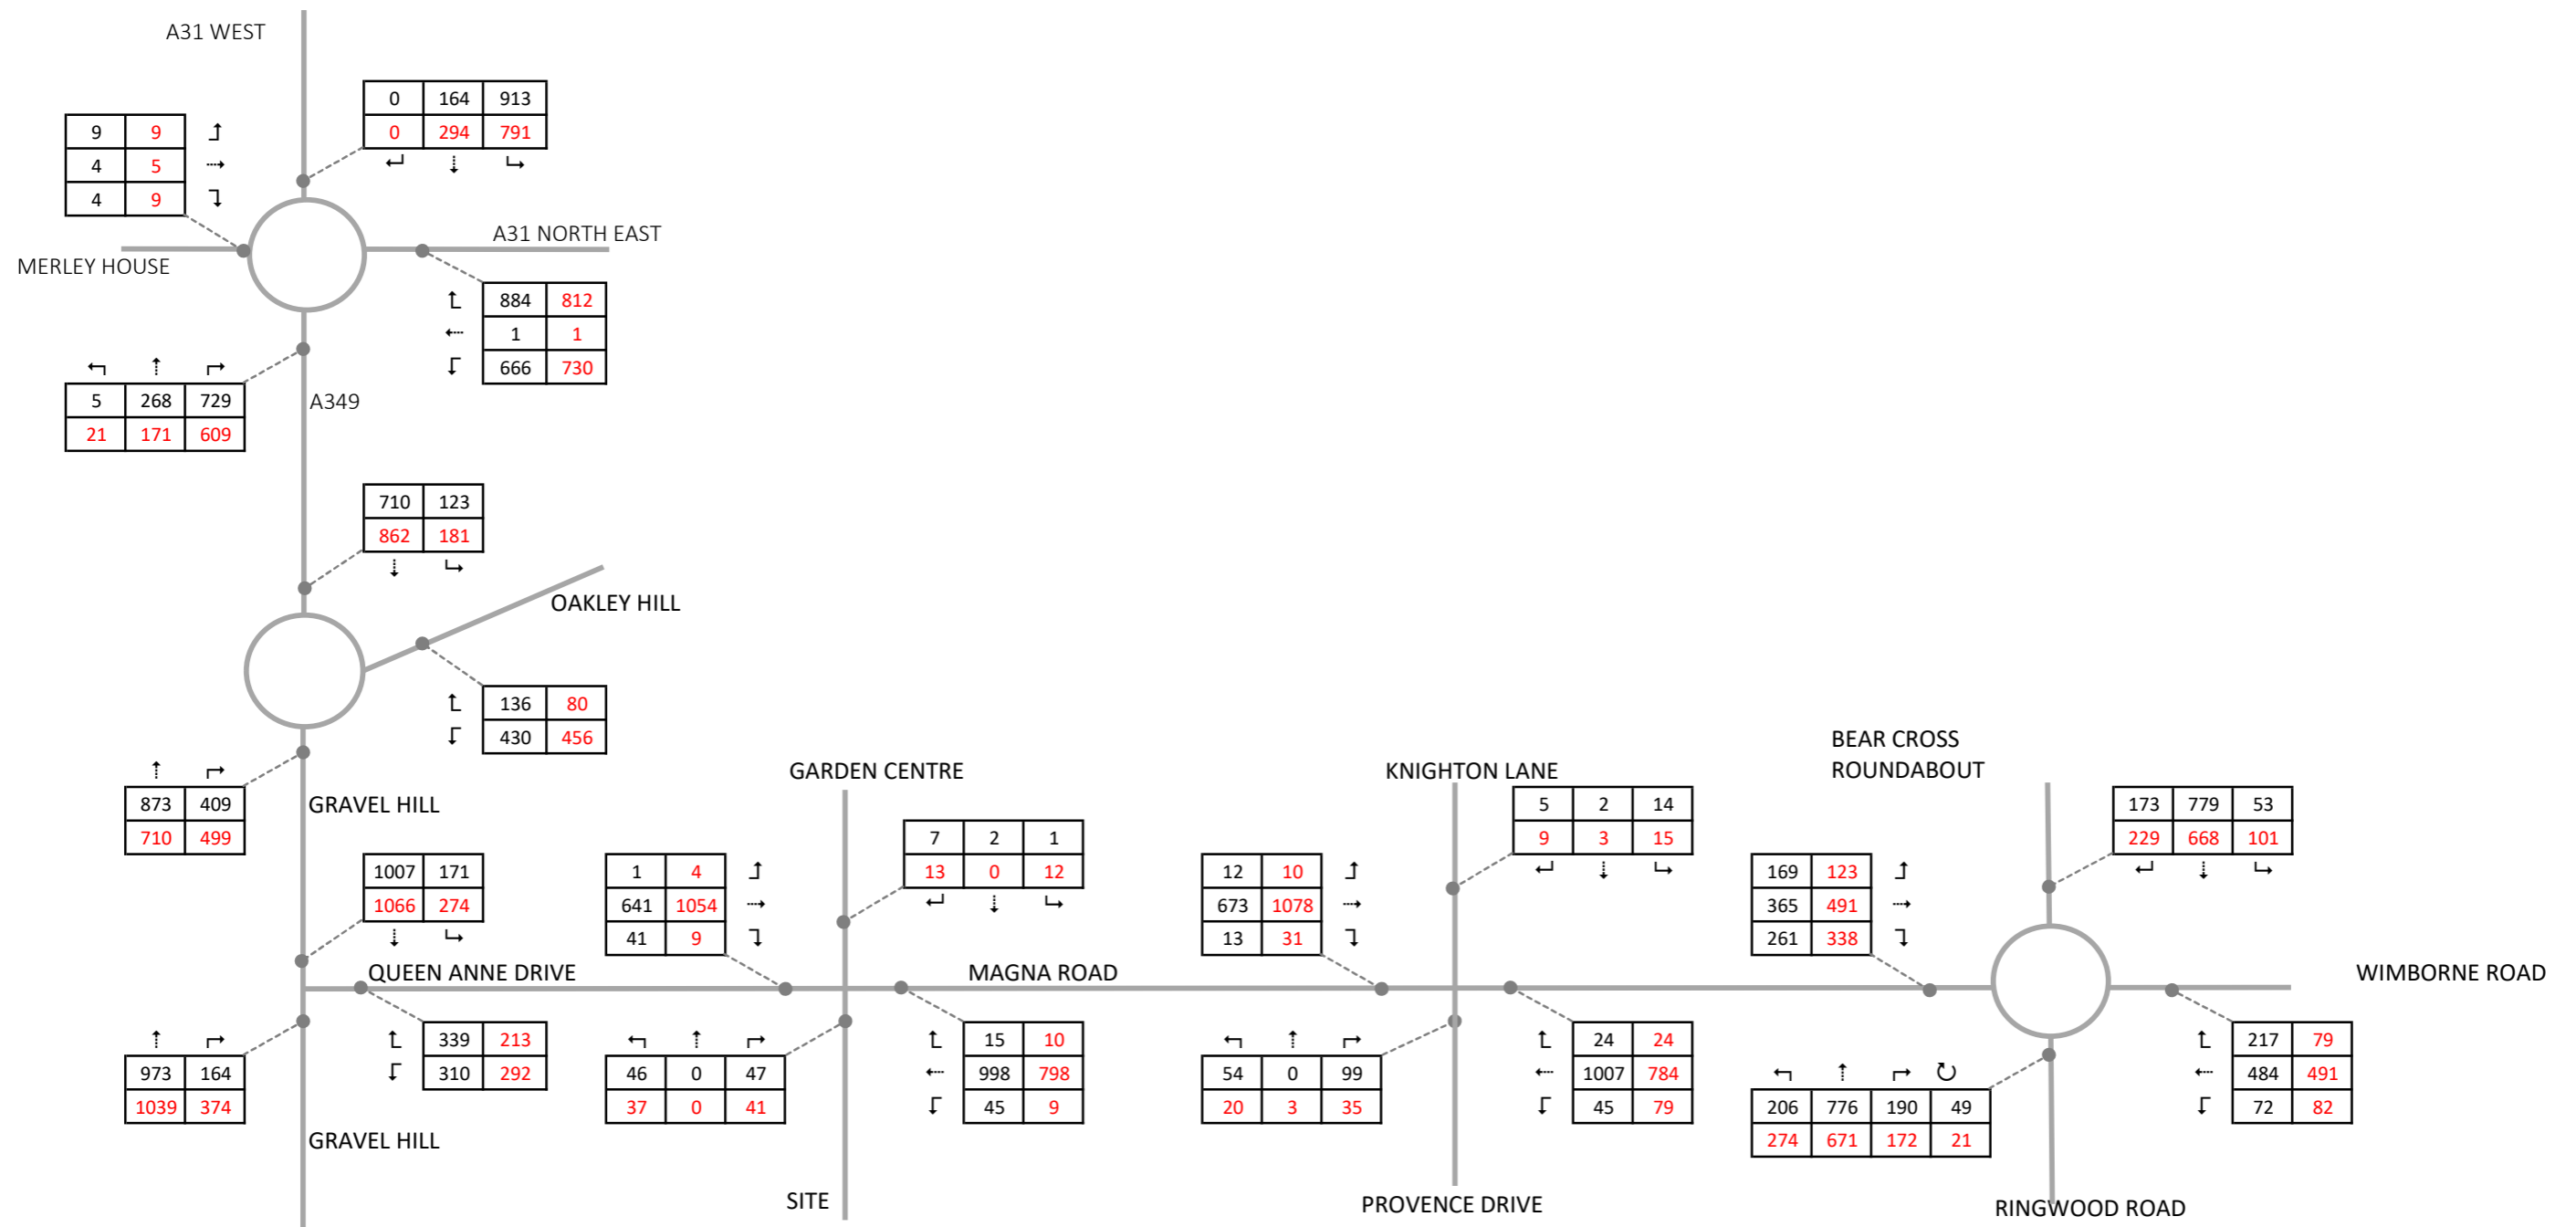 A31 WEST
0 164 913
0 294 791
9 9
4 5
4 9
A31 NORTH EAST
MERLEY HOUSE
884 812
1 1
666 730
5 268 729
21 171 609
A349
710 123
862 181
OAKLEY HILL
136 80
430 456
873 409
710 499
GRAVEL HILL
1007 171
1066 274
QUEEN ANNE DRIVE
339 213
310 292
973 164
1039 374
GRAVEL HILL
GARDEN CENTRE
7 2 1
13 0 12
1 4
641 1054
41 9
MAGNA ROAD
15 10
998 798
45 9
46 0 47
37 0 41
SITE
KNIGHTON LANE
5 2 14
9 3 15
12 10
673 1078
13 31
24 24
1007 784
45 79
54 0 99
20 3 35
PROVENCE DRIVE
BEAR CROSS
ROUNDABOUT
173 779 53
229 668 101
169 123
365 491
261 338
WIMBORNE ROAD
217 79
484 491
72 82
206 776 190 49
274 671 172 21
RINGWOOD ROAD